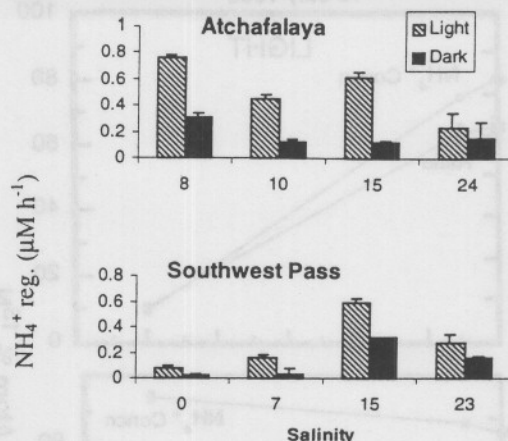 Atchafalaya
Light
Dark
1
0.8
0.6
0.4
0.2
0
8 10 15 24
NH₄⁺ reg. (µM h⁻¹)
Southwest Pass
0.8
0.6
0.4
0.2
0
0 7 15 23
Salinity